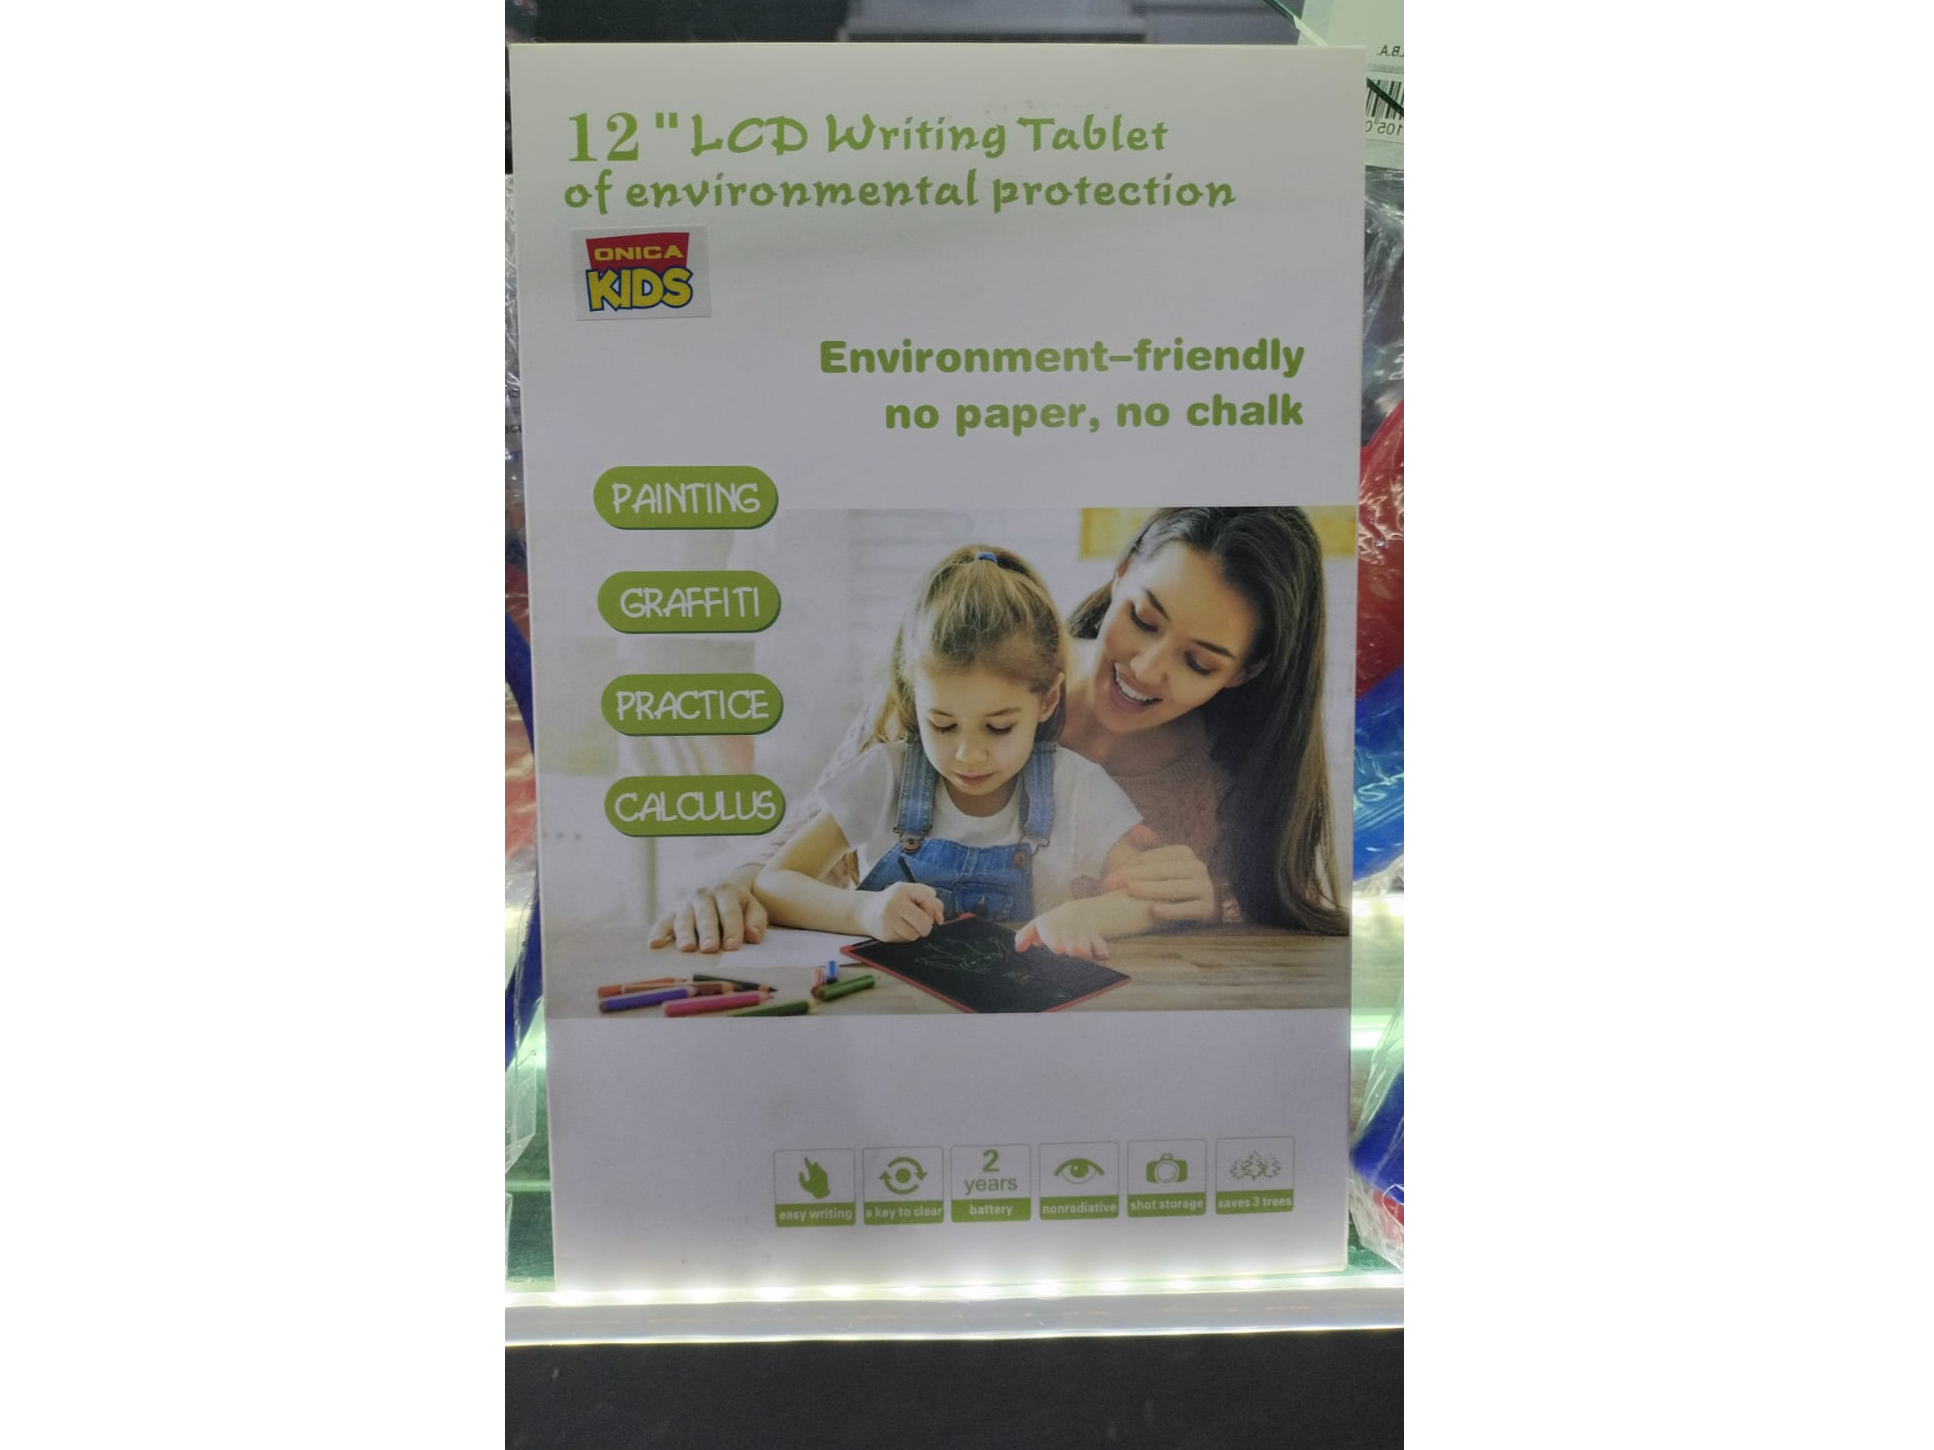 12" LCD Writing Tablet
of environmental protection
ONICA
KIDS
Environment-friendly
no paper, no chalk
PAINTING
GRAFFITI
PRACTICE
CALCULUS
2
years
easy writing
a key to clear
battery
nonradiative
shot storage
saves 3 trees